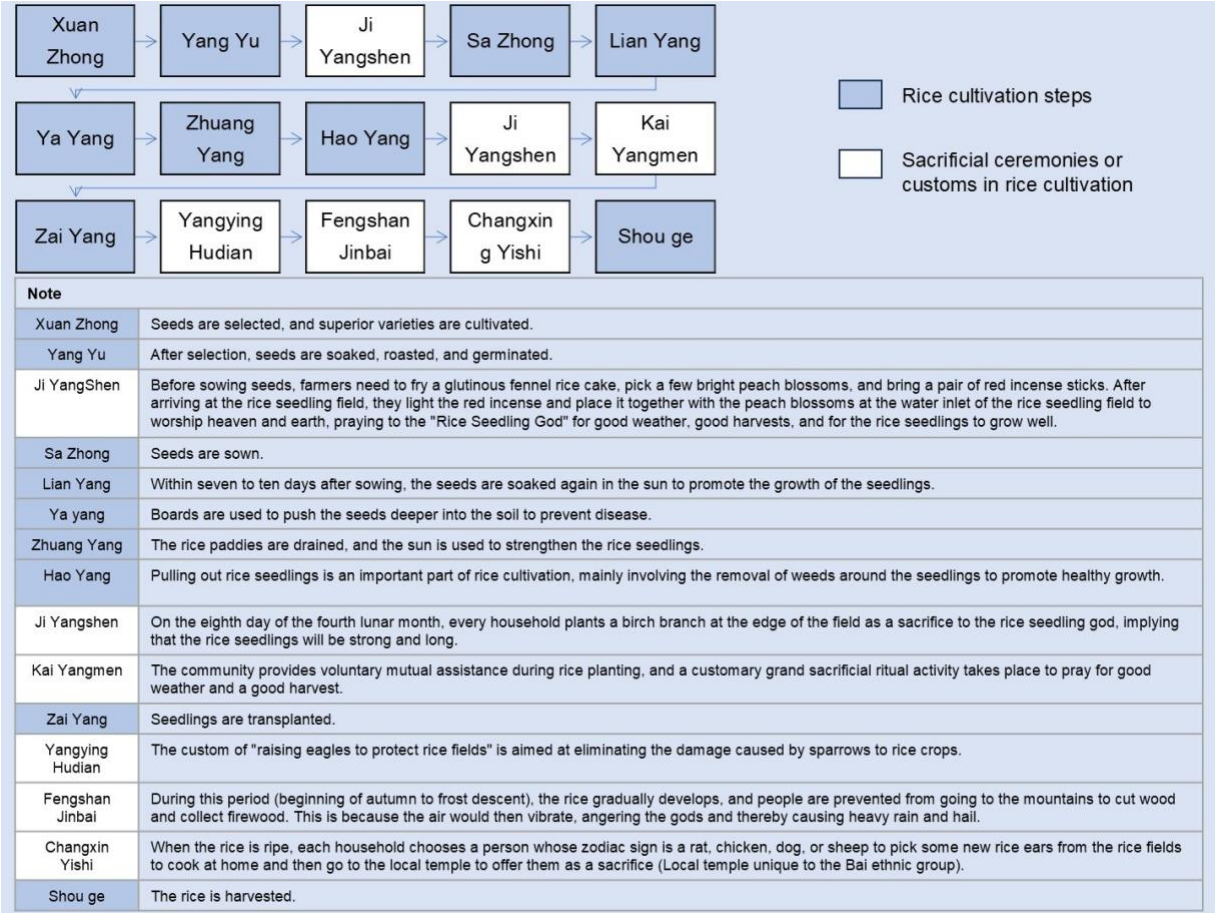 Xuan
Zhong
Yang Yu
Ji
Yangshen
Sa Zhong
Lian Yang
Rice cultivation steps
Ya Yang
Zhuang
Yang
Hao Yang
Ji
Yangshen
Kai
Yangmen
Sacrificial ceremonies or
customs in rice cultivation
Zai Yang
Yangying
Hudian
Fengshan
Jinbai
Changxin
g Yishi
Shou ge
Note
Xuan Zhong
Seeds are selected, and superior varieties are cultivated.
Yang Yu
After selection, seeds are soaked, roasted, and germinated.
Ji YangShen
Before sowing seeds, farmers need to fry a glutinous fennel rice cake, pick a few bright peach blossoms, and bring a pair of red incense sticks. After
arriving at the rice seedling field, they light the red incense and place it together with the peach blossoms at the water inlet of the rice seedling field to
worship heaven and earth, praying to the "Rice Seedling God" for good weather, good harvests, and for the rice seedlings to grow well.
Sa Zhong
Seeds are sown.
Lian Yang
Within seven to ten days after sowing, the seeds are soaked again in the sun to promote the growth of the seedlings.
Ya yang
Boards are used to push the seeds deeper into the soil to prevent disease.
Zhuang Yang
The rice paddies are drained, and the sun is used to strengthen the rice seedlings.
Hao Yang
Pulling out rice seedlings is an important part of rice cultivation, mainly involving the removal of weeds around the seedlings to promote healthy growth.
Ji Yangshen
On the eighth day of the fourth lunar month, every household plants a birch branch at the edge of the field as a sacrifice to the rice seedling god, implying
that the rice seedlings will be strong and long.
Kai Yangmen
The community provides voluntary mutual assistance during rice planting, and a customary grand sacrificial ritual activity takes place to pray for good
weather and a good harvest.
Zai Yang
Seedlings are transplanted.
Yangying
Hudian
The custom of "raising eagles to protect rice fields" is aimed at eliminating the damage caused by sparrows to rice crops.
Fengshan
Jinbai
During this period (beginning of autumn to frost descent), the rice gradually develops, and people are prevented from going to the mountains to cut wood
and collect firewood. This is because the air would then vibrate, angering the gods and thereby causing heavy rain and hail.
Changxin
Yishi
When the rice is ripe, each household chooses a person whose zodiac sign is a rat, chicken, dog, or sheep to pick some new rice ears from the rice fields
to cook at home and then go to the local temple to offer them as a sacrifice (Local temple unique to the Bai ethnic group).
Shou ge
The rice is harvested.